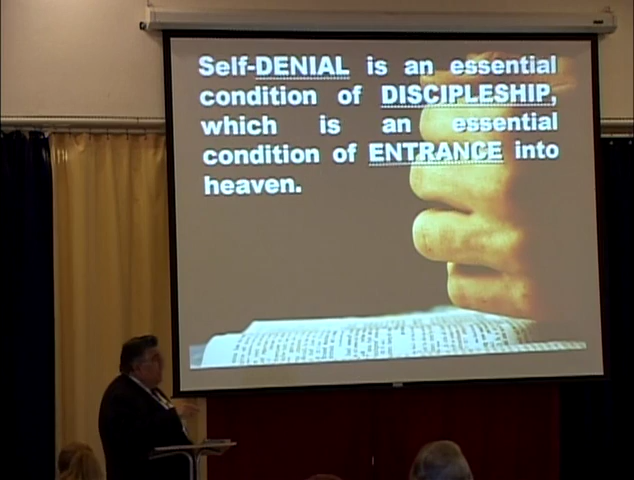 Self-DENIAL is an essential
condition of DISCIPLESHIP,
which is an essential
condition of ENTRANCE into
heaven.